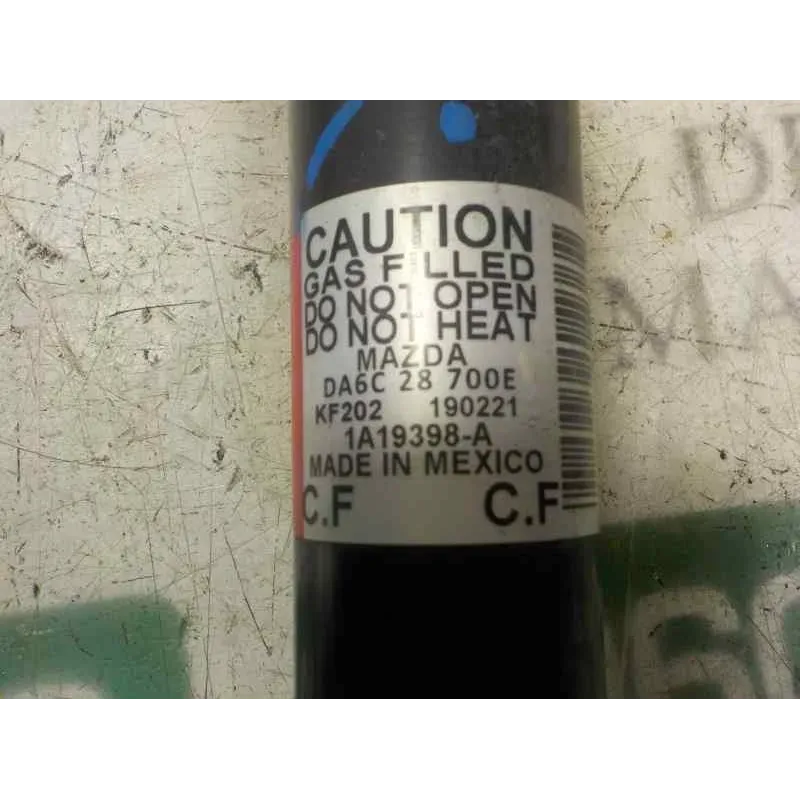 CAUTION
GAS FILLED
DO NOT OPEN
DO NOT HEAT
MAZDA
DA6C 28 700E
KF202 190221
1A19398-A
MADE IN MEXICO
C.F C.F